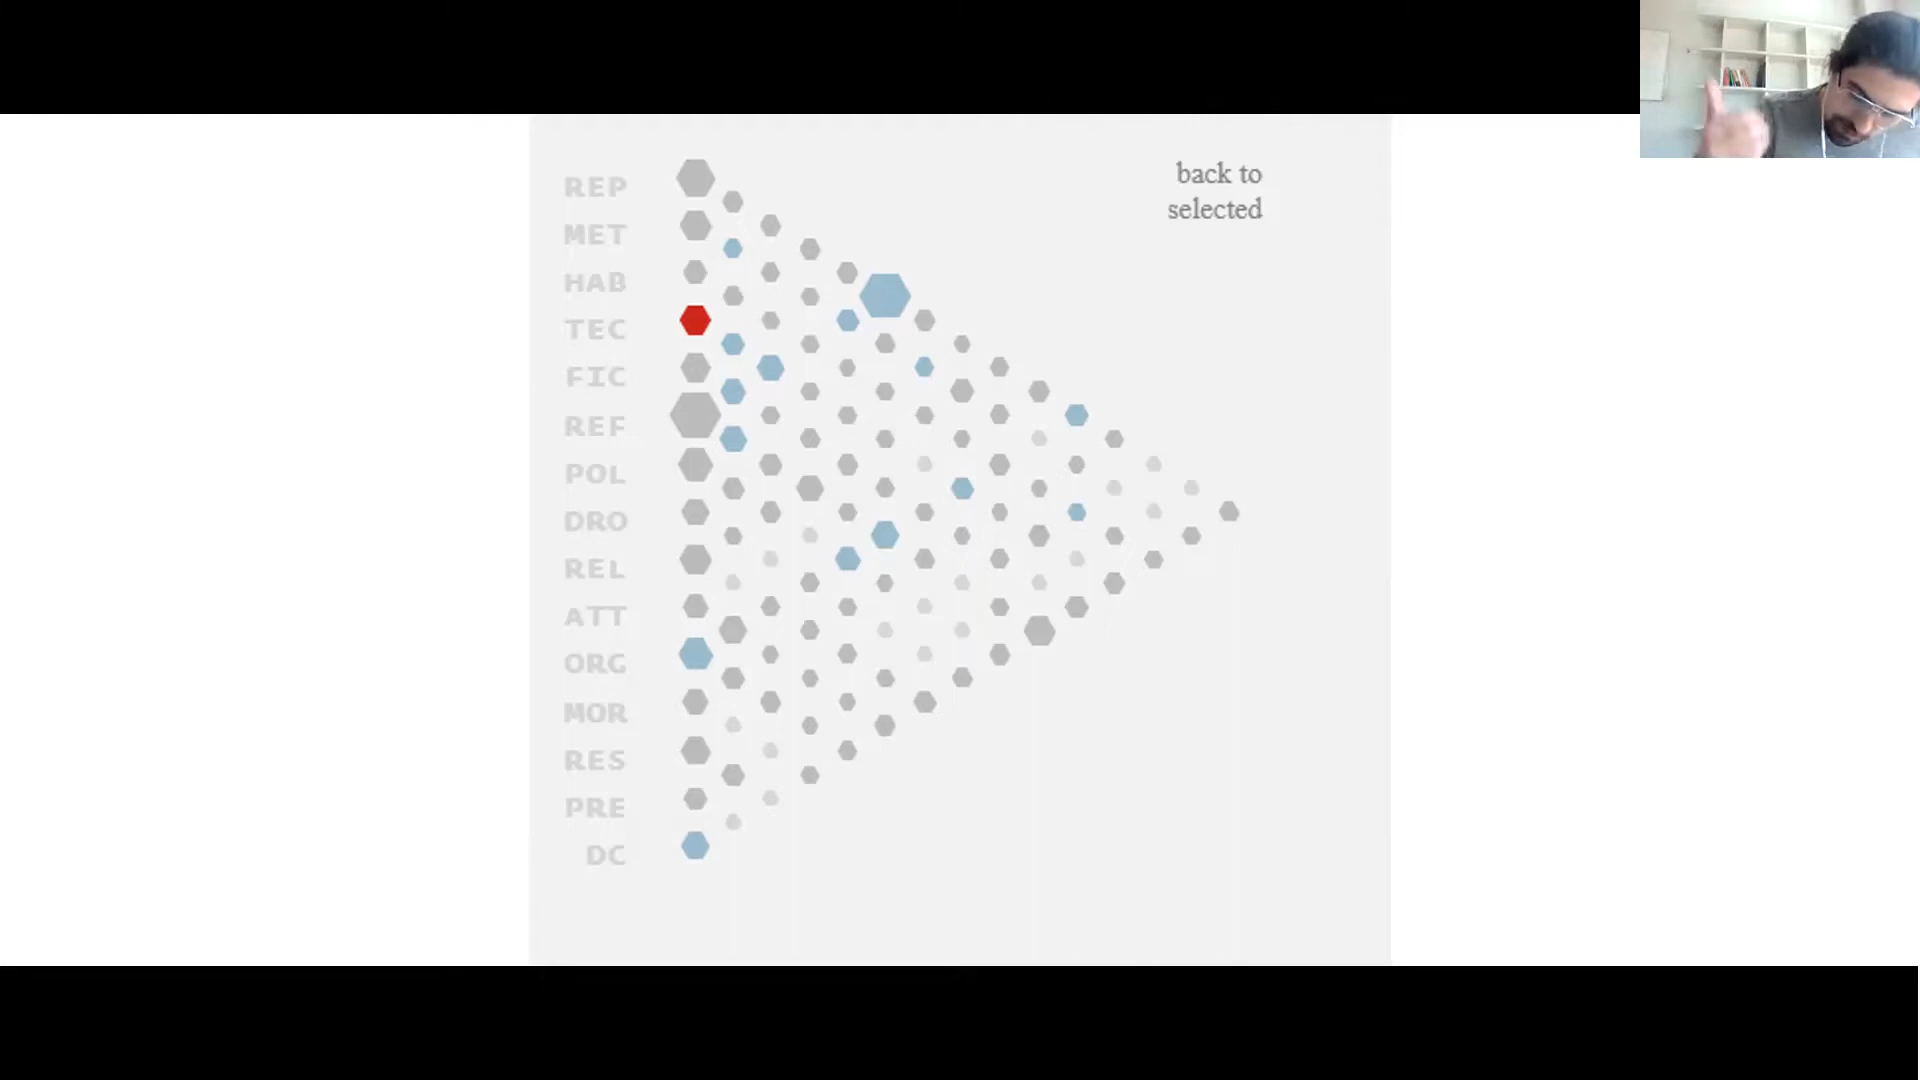 REP
MET
HAB
TEC
FIC
REF
POL
DRO
REL
ATT
ORG
MOR
RES
PRE
DC
back to
selected